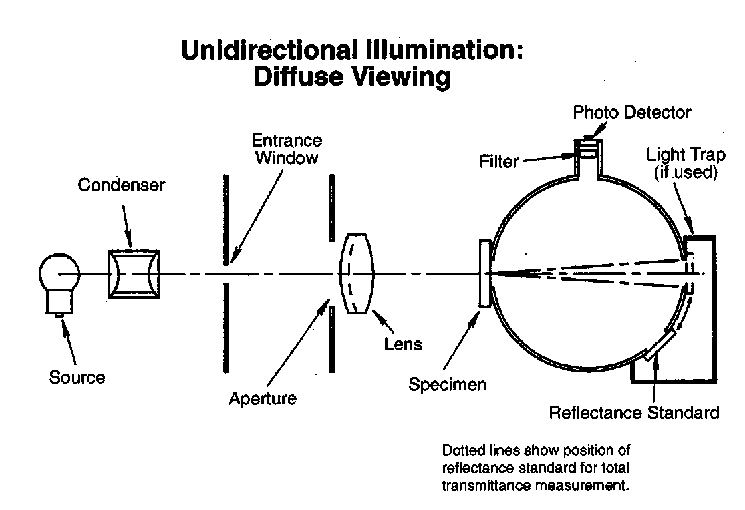 Unidirectional Illumination:
Diffuse Viewing
Photo Detector
Entrance
Window
Filter
Light Trap
(if used)
Condenser
Lens
Source
Aperture
Specimen
Reflectance Standard
Dotted lines show position of
reflectance standard for total
transmittance measurement.